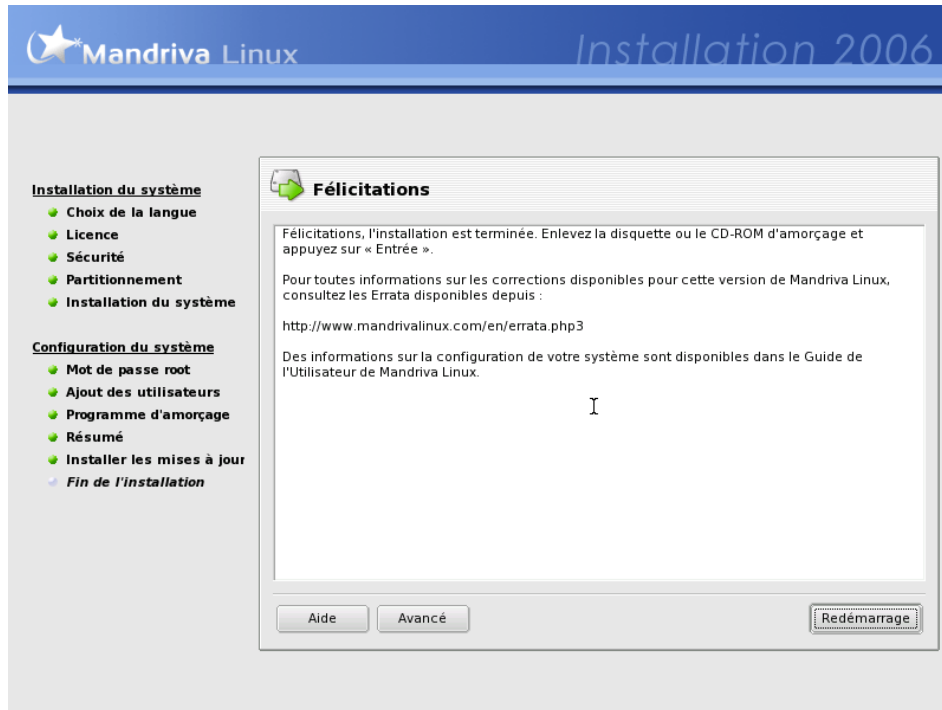 Mandriva Linux
Installation 2006
Installation du système
Choix de la langue
Licence
Sécurité
Partitionnement
Installation du système
Configuration du système
Mot de passe root
Ajout des utilisateurs
Programme d'amorçage
Résumé
Installer les mises à jour
Fin de l'installation
Félicitations
Félicitations, l'installation est terminée. Enlevez la disquette ou le CD-ROM d'amorçage et
appuyez sur « Entrée ».
Pour toutes informations sur les corrections disponibles pour cette version de Mandriva Linux,
consultez les Errata disponibles depuis :
http://www.mandrivalinux.com/en/errata.php3
Des informations sur la configuration de votre système sont disponibles dans le Guide de
l'Utilisateur de Mandriva Linux.
Aide
Avancé
Redémarrage